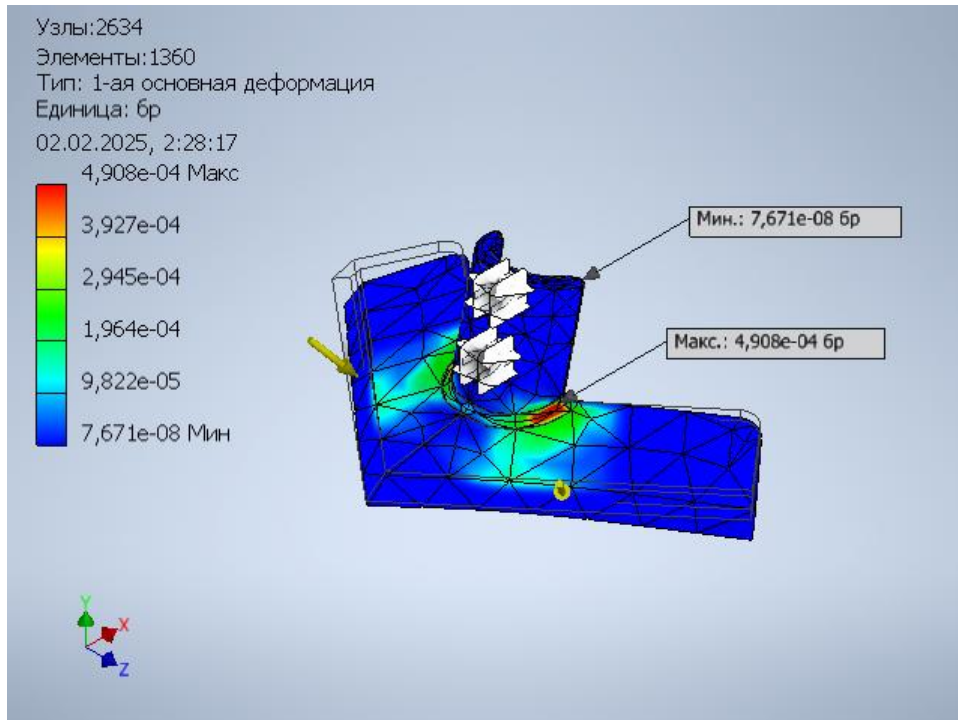 Узлы:2634
Элементы:1360
Тип: 1-ая основная деформация
Единица: бр
02.02.2025, 2:28:17
4,908e-04 Макс
3,927e-04
2,945e-04
1,964e-04
9,822e-05
7,671e-08 Мин
Мин.: 7,671e-08 бр
Макс.: 4,908e-04 бр
Y
X
Z